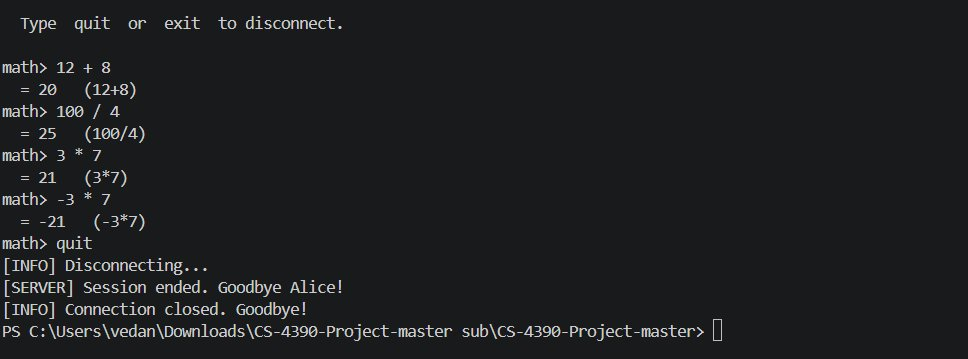 Type  quit  or  exit  to disconnect.
math> 12 + 8
  = 20   (12+8)
math> 100 / 4
  = 25   (100/4)
math> 3 * 7
  = 21   (3*7)
math> -3 * 7
  = -21   (-3*7)
math> quit
[INFO] Disconnecting...
[SERVER] Session ended. Goodbye Alice!
[INFO] Connection closed. Goodbye!
PS C:\Users\vedan\Downloads\CS-4390-Project-master sub\CS-4390-Project-master>